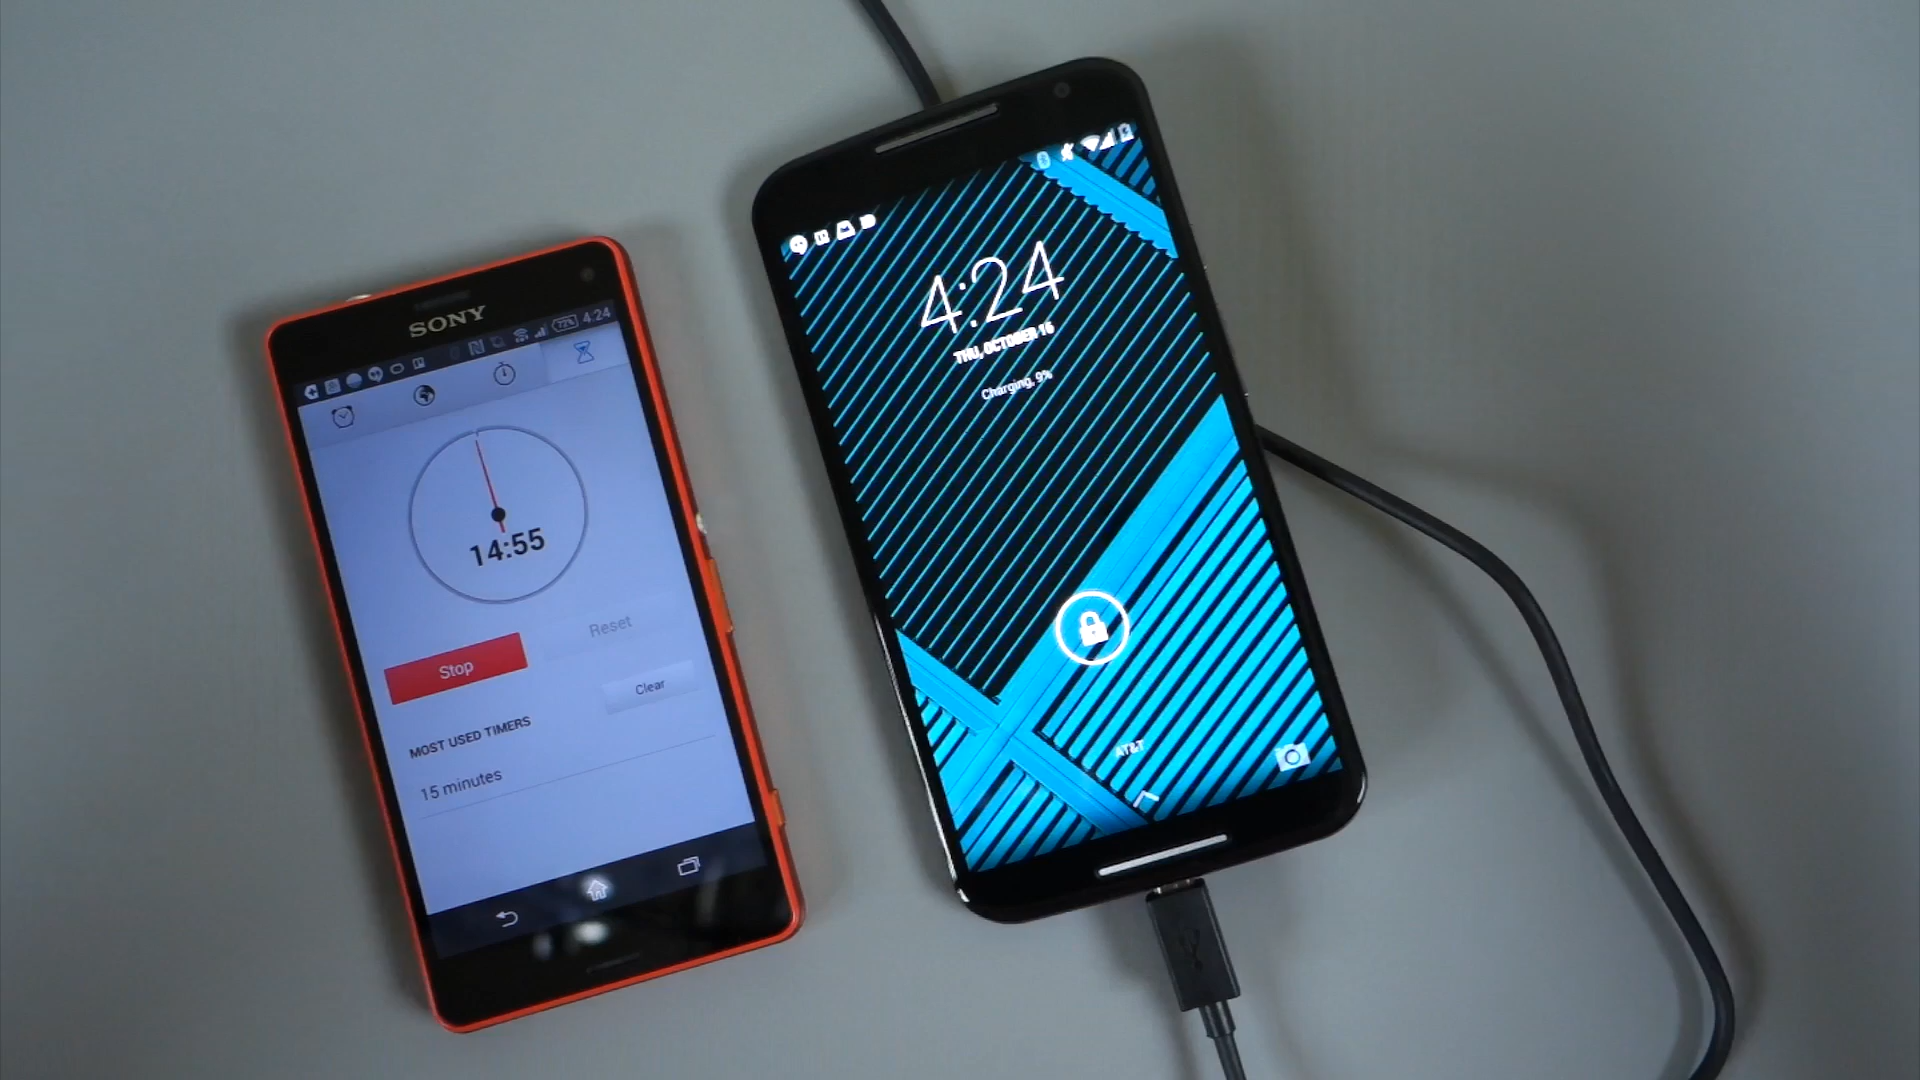 SONY
72% 4:24
14:55
Stop
Reset
Clear
MOST USED TIMERS
15 minutes
4:24
THU, OCTOBER 16
Charging, 9%
AT&T